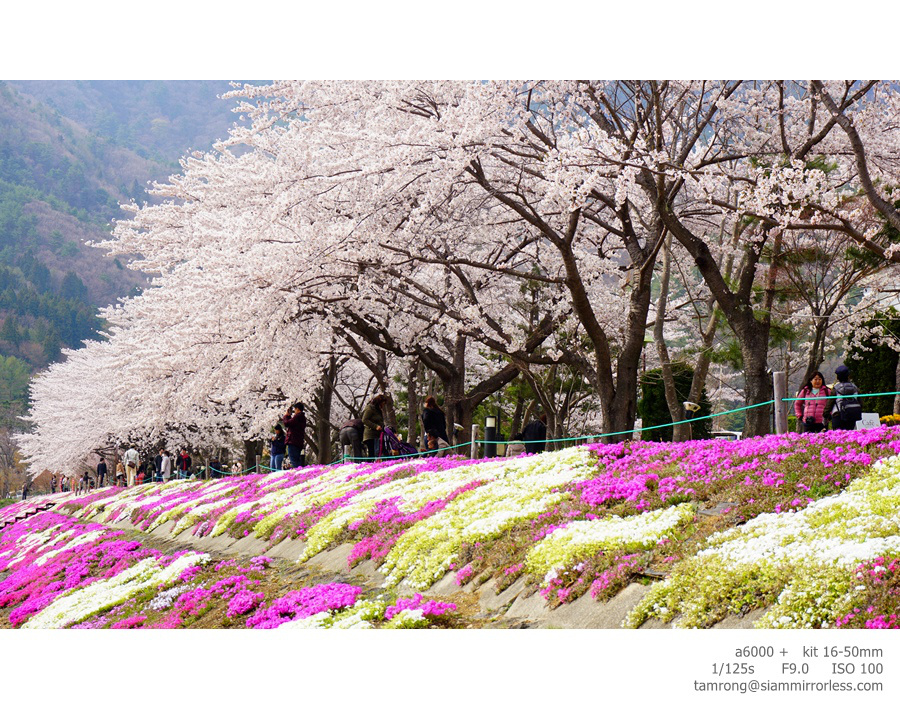 a6000 + kit 16-50mm
1/125s F9.0 ISO 100
tamrong@siammirrorless.com